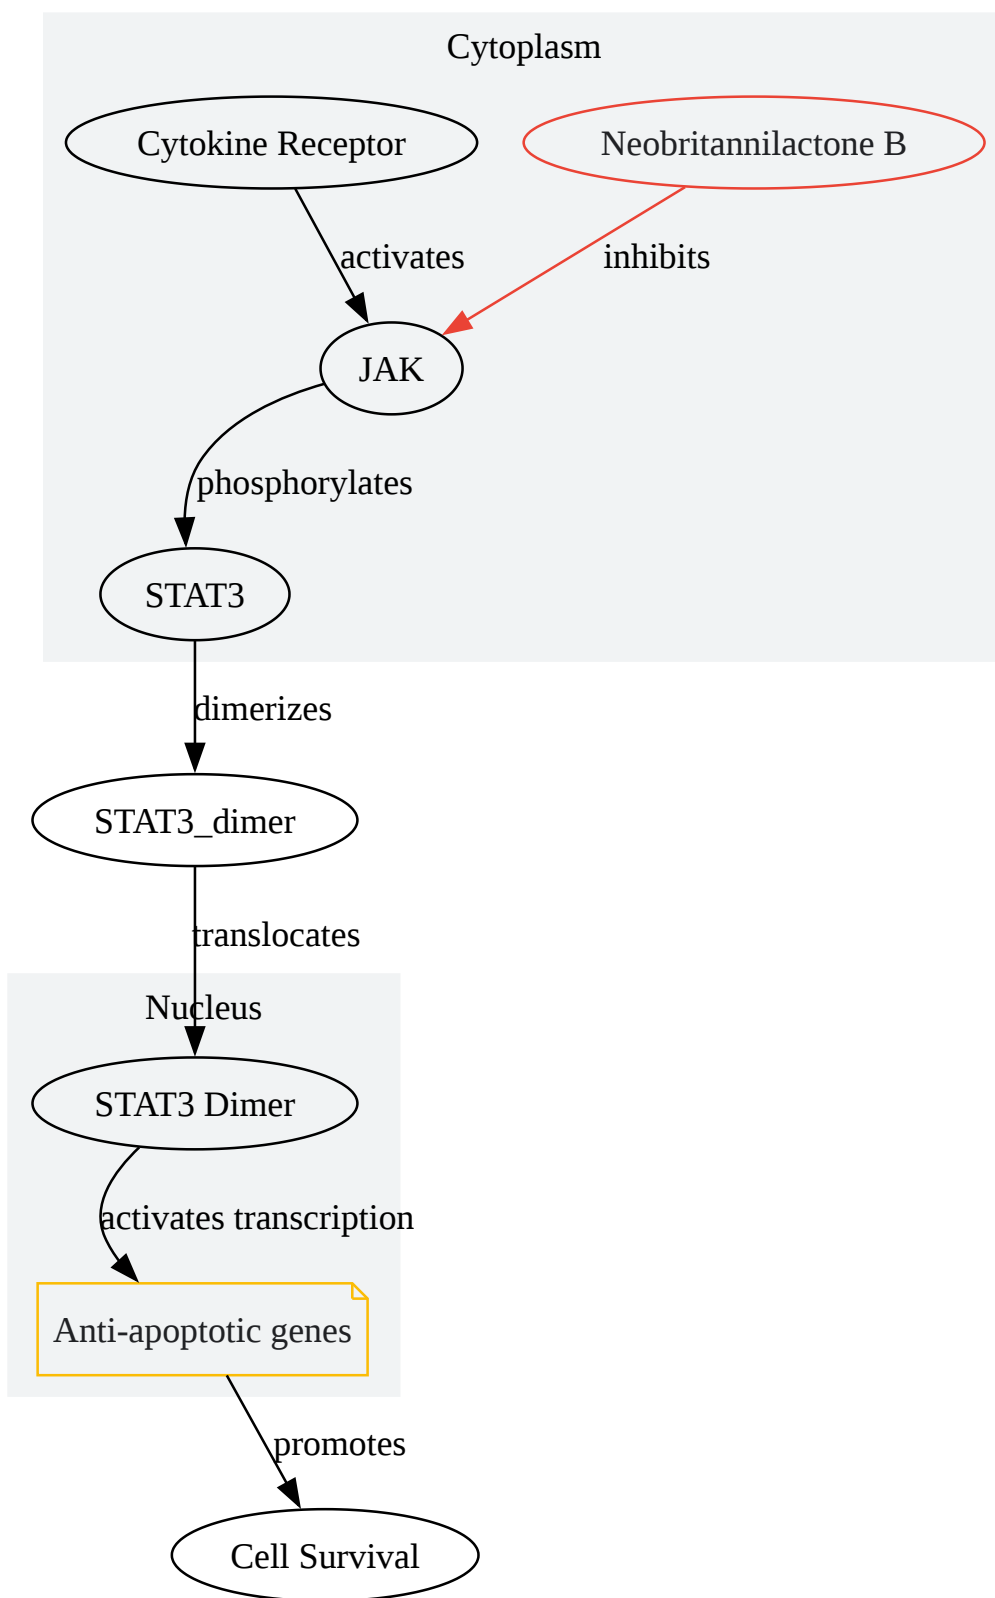 Cytoplasm
Cytokine Receptor
Neobritannilactone B
activates
inhibits
JAK
phosphorylates
STAT3
dimerizes
STAT3_dimer
translocates
Nucleus
STAT3 Dimer
activates transcription
Anti-apoptotic genes
promotes
Cell Survival